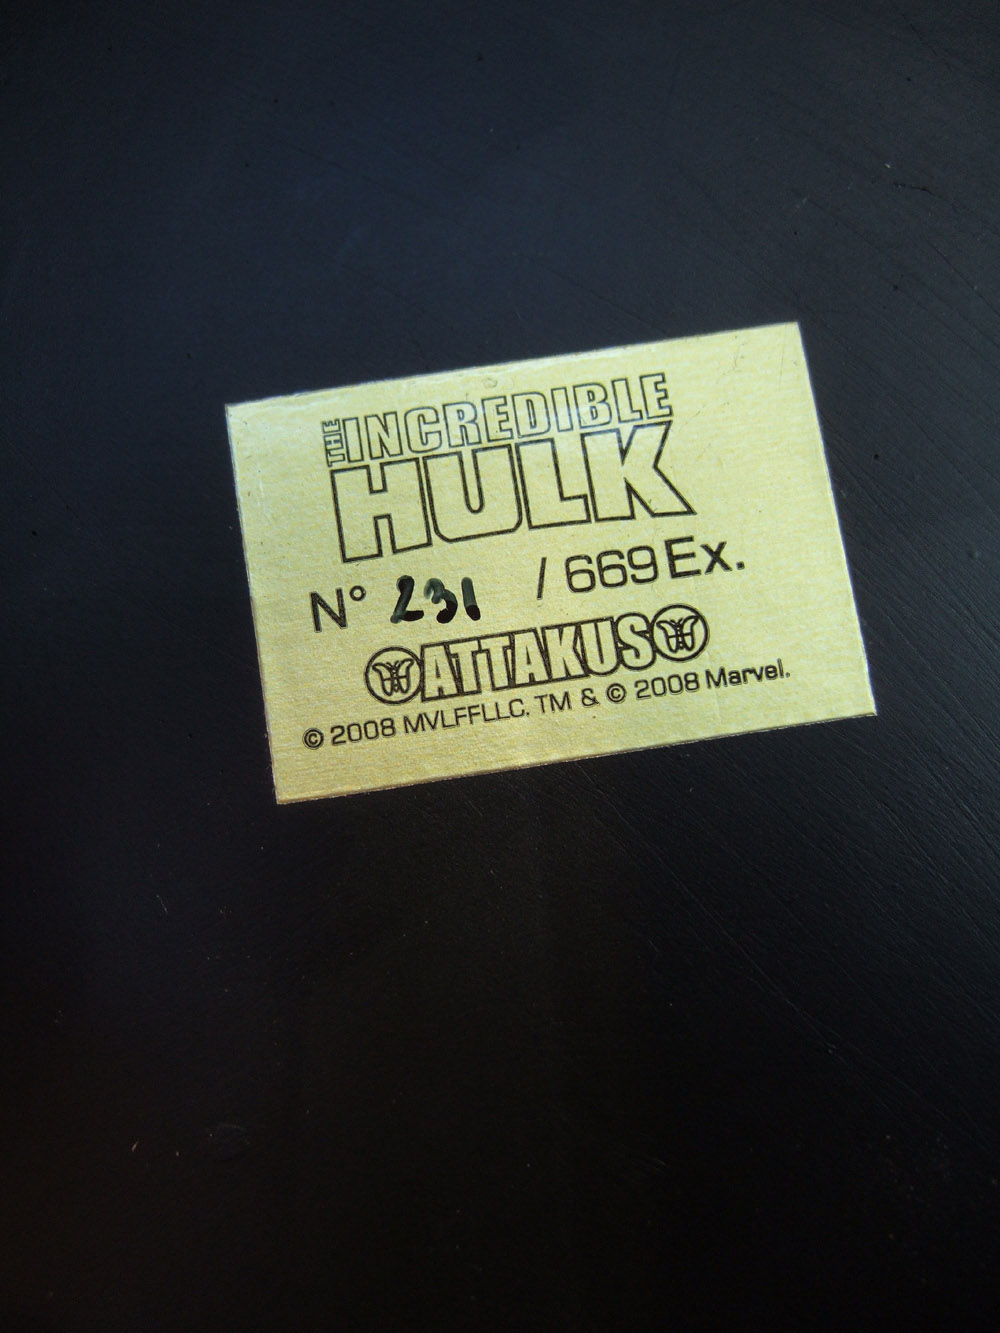 THE INCREDIBLE
HULK
N° 231 / 669 Ex.
ATTAKUS
© 2008 MVLFFLLC. TM & © 2008 Marvel.